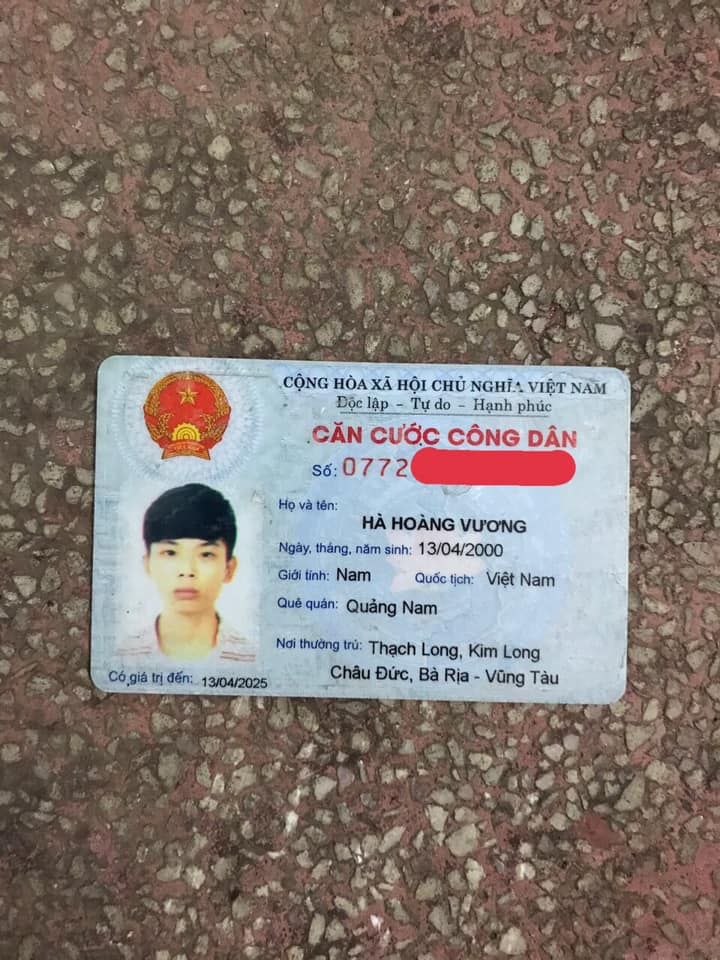 CỘNG HÒA XÃ HỘI CHỦ NGHĨA VIỆT NAM
Độc lập - Tự do - Hạnh phúc
CĂN CƯỚC CÔNG DÂN
Số: 0772
Họ và tên:
HÀ HOÀNG VƯƠNG
Ngày, tháng, năm sinh: 13/04/2000
Giới tính: Nam Quốc tịch: Việt Nam
Quê quán: Quảng Nam
Nơi thường trú: Thạch Long, Kim Long
Châu Đức, Bà Rịa - Vũng Tàu
Có giá trị đến: 13/04/2025